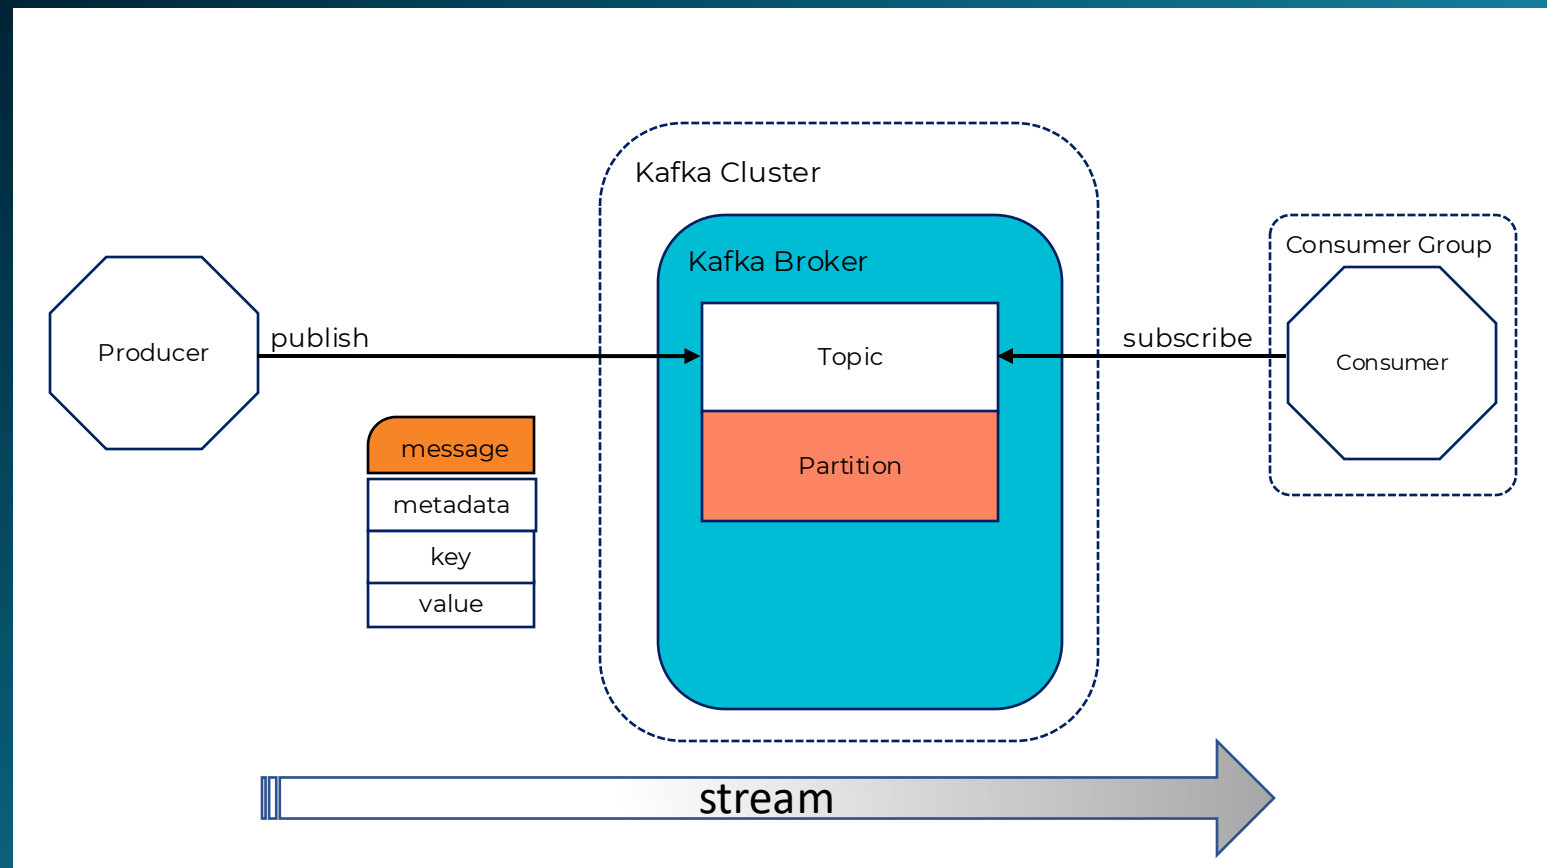 Kafka Cluster
Kafka Broker
Consumer Group
Producer
publish
Topic
subscribe
Consumer
message
metadata
key
value
Partition
stream